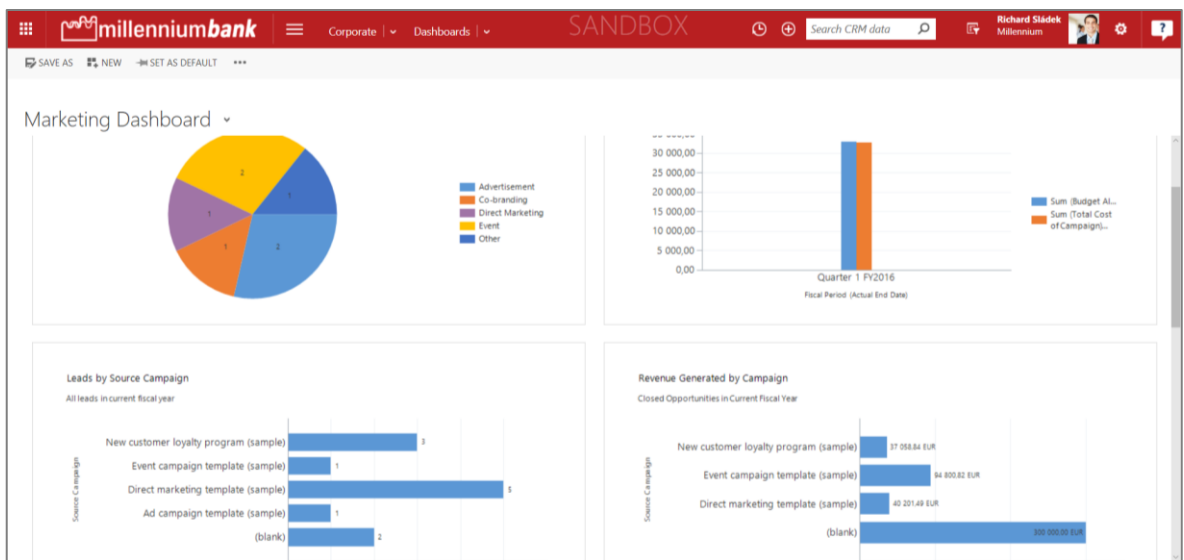 millenniumbank
Corporate
Dashboards
SANDBOX
Search CRM data
Richard Sládek
Millennium
?
SAVE AS
NEW
SET AS DEFAULT
Marketing Dashboard
2
1
1
1
2
Advertisement
Co-branding
Direct Marketing
Event
Other
30 000,00
25 000,00
20 000,00
15 000,00
10 000,00
5 000,00
0,00
Quarter 1 FY2016
Fiscal Period (Actual End Date)
Sum (Budget Al...
Sum (Total Cost
of Campaign)...
Leads by Source Campaign
All leads in current fiscal year
Source Campaign
New customer loyalty program (sample)
3
Event campaign template (sample)
1
Direct marketing template (sample)
5
Ad campaign template (sample)
1
(blank)
2
Revenue Generated by Campaign
Closed Opportunities in Current Fiscal Year
Source Campaign
New customer loyalty program (sample)
37 058.84 EUR
Event campaign template (sample)
94 800.82 EUR
Direct marketing template (sample)
40 201.49 EUR
(blank)
300 000.00 EUR